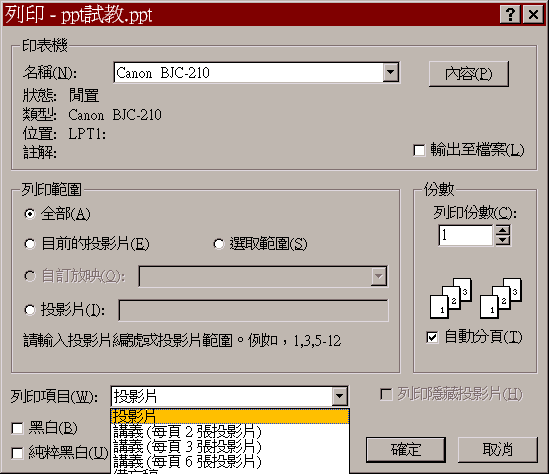 列印 - ppt試教.ppt
印表機
名稱(N): Canon BJC-210 內容(P)
狀態: 閒置
類型: Canon BJC-210
位置: LPT1:
註解: 輸出至檔案(L)
列印範圍 份數
全部(A) 列印份數(C):
目前的投影片(E) 選取範圍(S) 1
自訂放映(O):
投影片(I):
1 2 3 1 2 3
請輸入投影片編號或投影片範圍。例如，1,3,5-12 自動分頁(T)
列印項目(W): 投影片 列印隱藏投影片(H)
投影片
黑白(B) 講義 (每頁 2 張投影片)
講義 (每頁 3 張投影片) 確定 取消
純粹黑白(U) 講義 (每頁 6 張投影片)